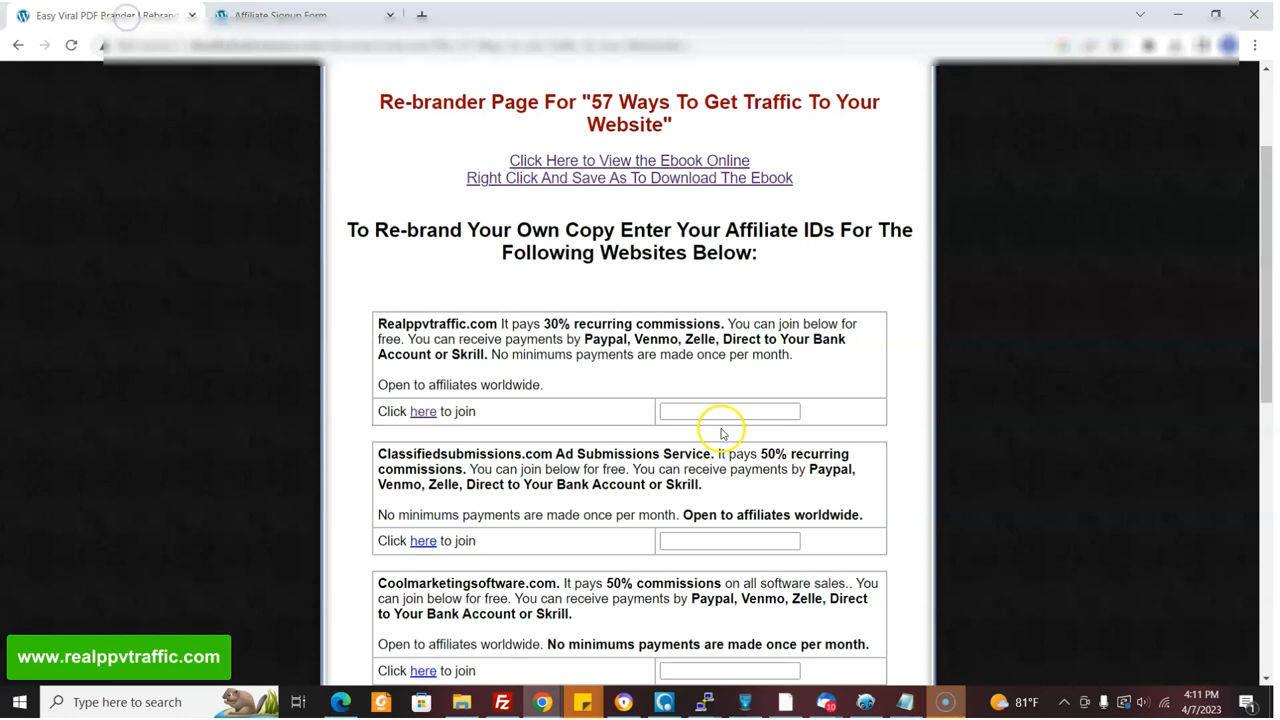 Easy Viral PDF Brander | Rebrand
Affiliate Signup Form
Re-brander Page For "57 Ways To Get Traffic To Your
Website"
Click Here to View the Ebook Online
Right Click And Save As To Download The Ebook
To Re-brand Your Own Copy Enter Your Affiliate IDs For The
Following Websites Below:
Realppvtraffic.com It pays 30% recurring commissions. You can join below for
free. You can receive payments by Paypal, Venmo, Zelle, Direct to Your Bank
Account or Skrill. No minimums payments are made once per month.
Open to affiliates worldwide.
Click here to join
Classifiedsubmissions.com Ad Submissions Service. It pays 50% recurring
commissions. You can join below for free. You can receive payments by Paypal,
Venmo, Zelle, Direct to Your Bank Account or Skrill.
No minimums payments are made once per month. Open to affiliates worldwide.
Click here to join
Coolmarketingsoftware.com. It pays 50% commissions on all software sales.. You
can join below for free. You can receive payments by Paypal, Venmo, Zelle, Direct
to Your Bank Account or Skrill.
Open to affiliates worldwide. No minimums payments are made once per month.
Click here to join
www.realppvtraffic.com
Type here to search
10
81°F
4:11 PM
4/7/2023
1